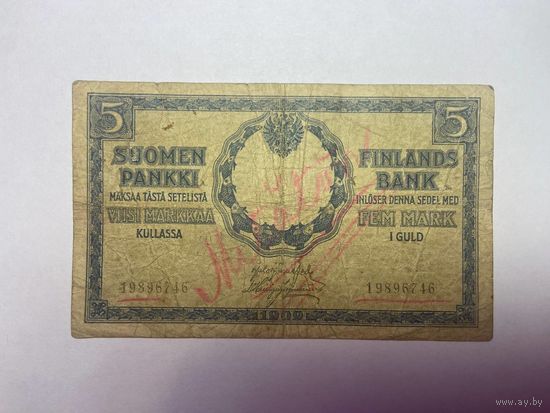 5 5
SUOMEN
PANKKI
MAKSAA TÄSTÄ SETELISTÄ
VIISI MARKKAA
KULLASSA
FINLANDS
BANK
INLÖSER DENNA SEDEL MED
FEM MARK
I GULD
19896746 19896746
1909
www.ay.by